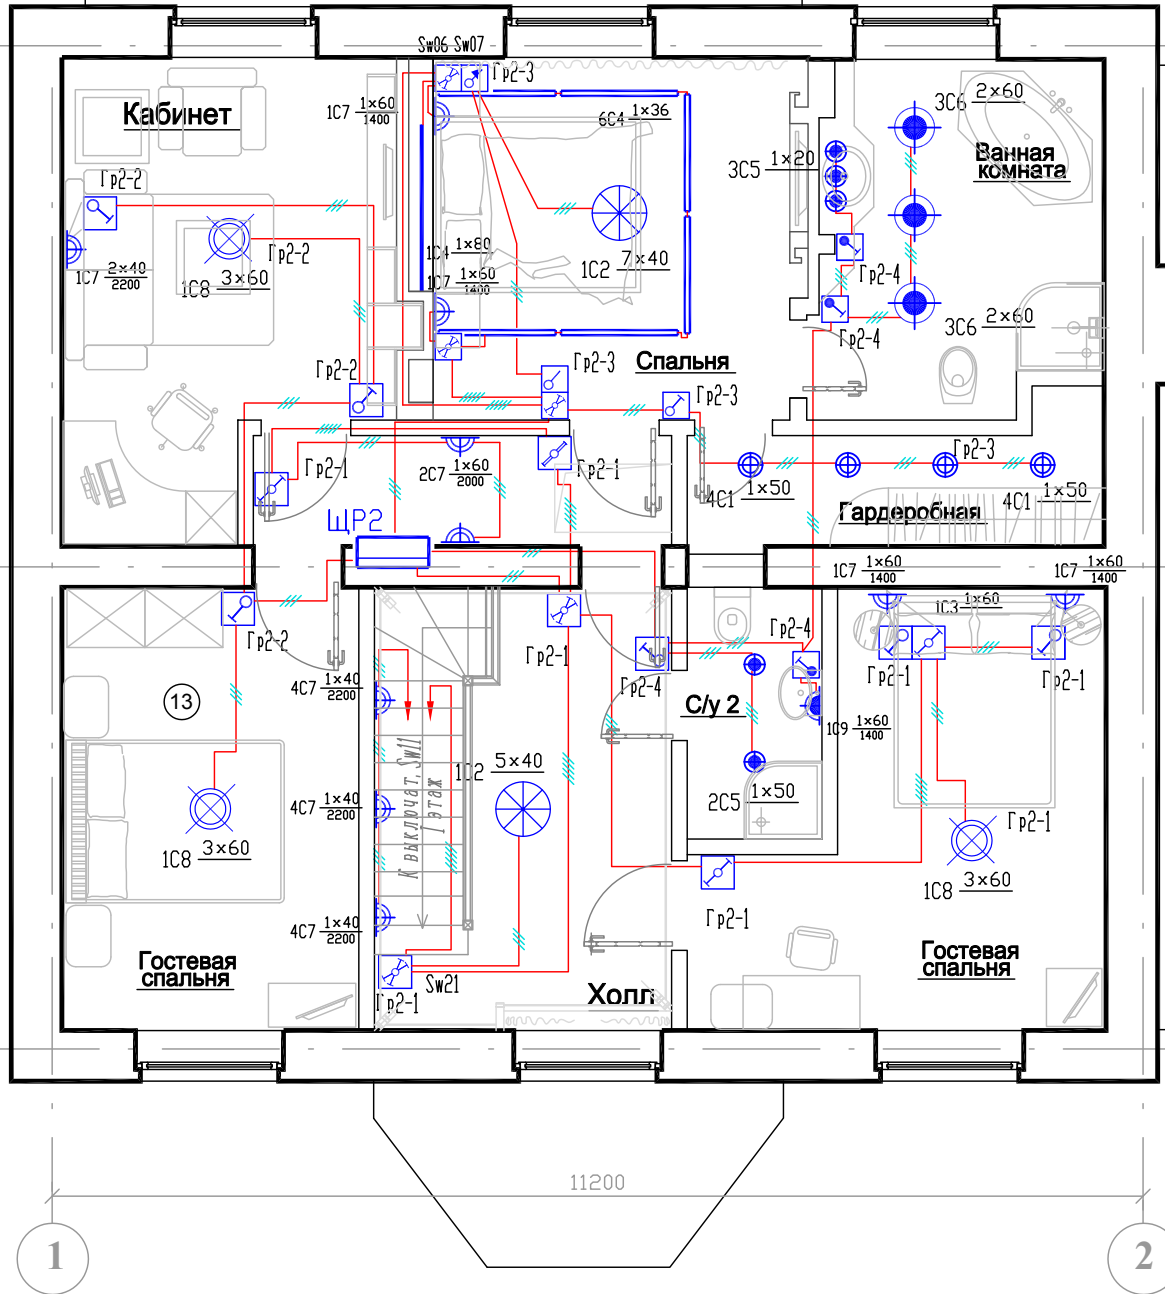 Sw06 Sw07
Гр2-3
Кабинет
1С7 1×60
1400
6С4 1×36
3С6 2×60
Ванная
комната
3С5 1×20
Гр2-2
Гр2-2
1С7 2×40
2200
1С8 3×60
1С4 1×80
1С7 1×60
1400
1С2 7×40
Гр2-4
3С6 2×60
Гр2-4
Гр2-2
Гр2-3
Спальня
Гр2-3
Гр2-1
2С7 1×60
2000
Гр2-1
Гр2-3
4С1 1×50
4С1 1×50
Гардеробная
ЩР2
1С7 1×60
1400
1С7 1×60
1400
1С3 1×60
Гр2-2
Гр2-1
Гр2-4
Гр2-4
Гр2-1
Гр2-1
4С7 1×40
2200
13
С/у 2
1С9 1×60
1400
К выключат. Sw11
1 этаж
1С2 5×40
2С5 1×50
4С7 1×40
2200
Гр2-1
1С8 3×60
1С8 3×60
Гр2-1
4С7 1×40
2200
Гостевая
спальня
Гостевая
спальня
Гр2-1
Sw21
Холл
11200
1
2